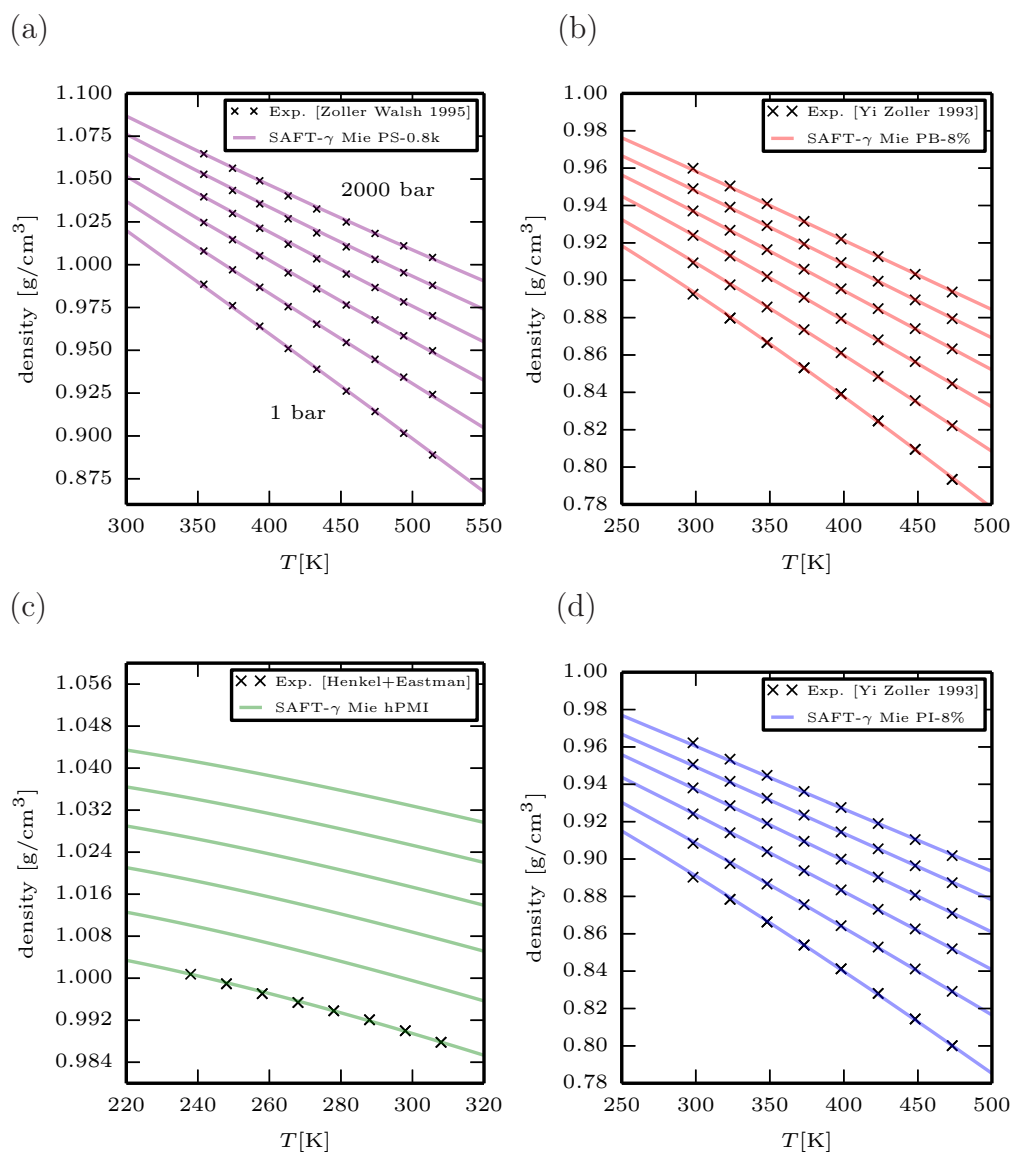 (a)
1.100
1.075
1.050
1.025
1.000
0.975
0.950
0.925
0.900
0.875
density [g/cm³]
Exp. [Zoller Walsh 1995]
SAFT-γ Mie PS-0.8k
2000 bar
1 bar
300 350 400 450 500 550
T[K]
(b)
1.00
0.98
0.96
0.94
0.92
0.90
0.88
0.86
0.84
0.82
0.80
0.78
density [g/cm³]
Exp. [Yi Zoller 1993]
SAFT-γ Mie PB-8%
250 300 350 400 450 500
T[K]
(c)
1.056
1.048
1.040
1.032
1.024
1.016
1.008
1.000
0.992
0.984
density [g/cm³]
Exp. [Henkel+Eastman]
SAFT-γ Mie hPMI
220 240 260 280 300 320
T[K]
(d)
1.00
0.98
0.96
0.94
0.92
0.90
0.88
0.86
0.84
0.82
0.80
0.78
density [g/cm³]
Exp. [Yi Zoller 1993]
SAFT-γ Mie PI-8%
250 300 350 400 450 500
T[K]